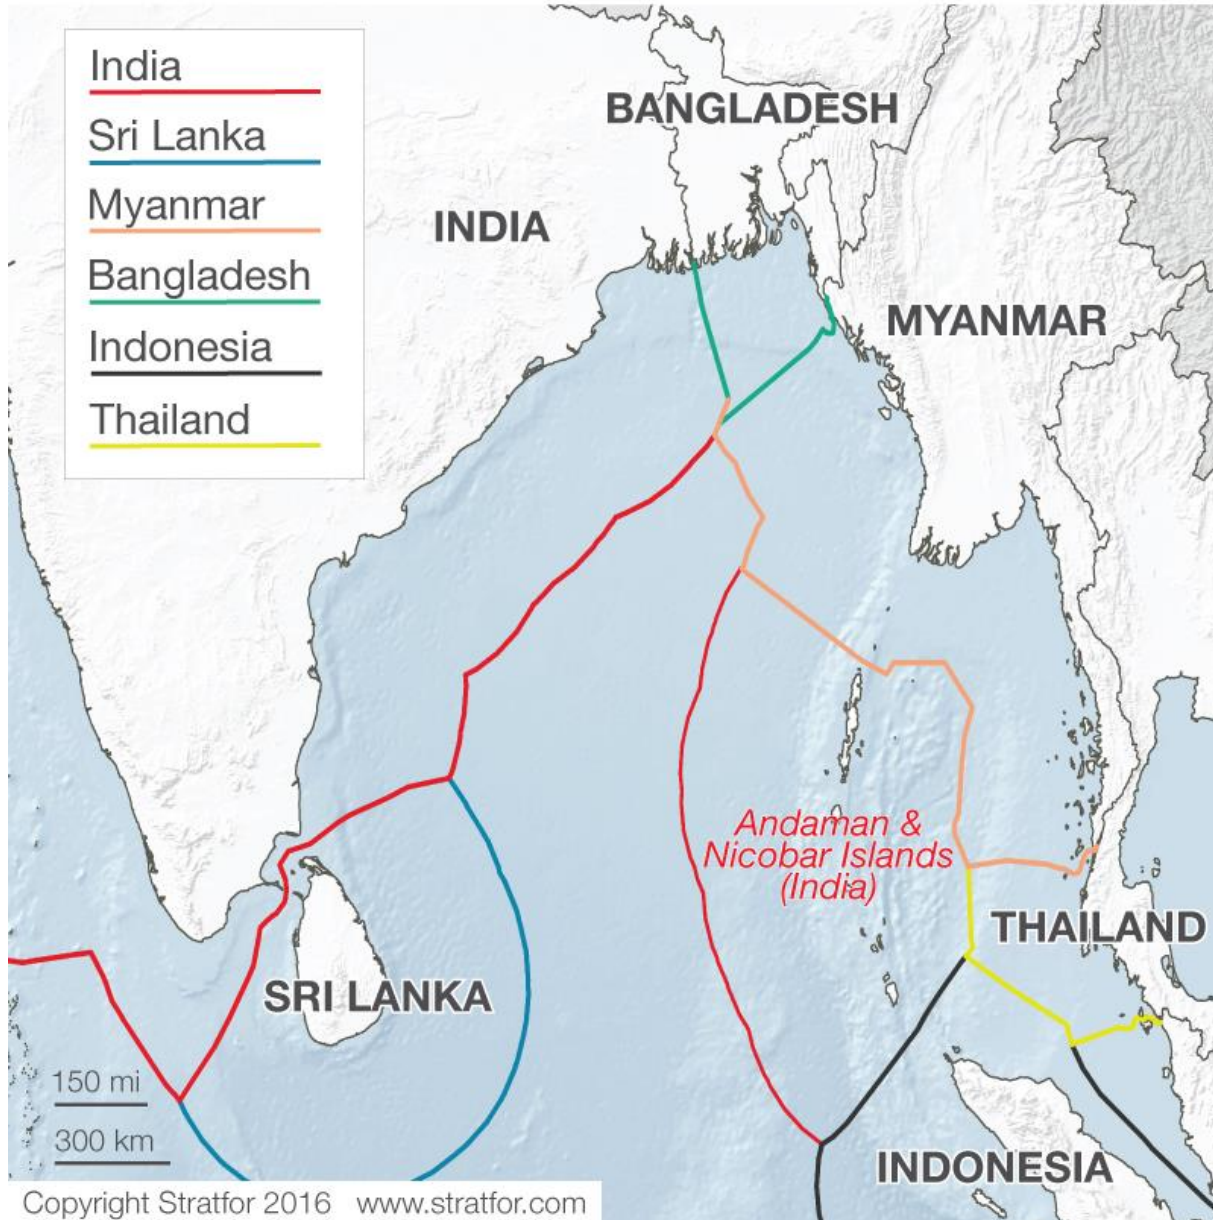 India
Sri Lanka
Myanmar
Bangladesh
Indonesia
Thailand
BANGLADESH
INDIA
MYANMAR
Andaman &
Nicobar Islands
(India)
THAILAND
SRI LANKA
INDONESIA
150 mi
300 km
Copyright Stratfor 2016 www.stratfor.com